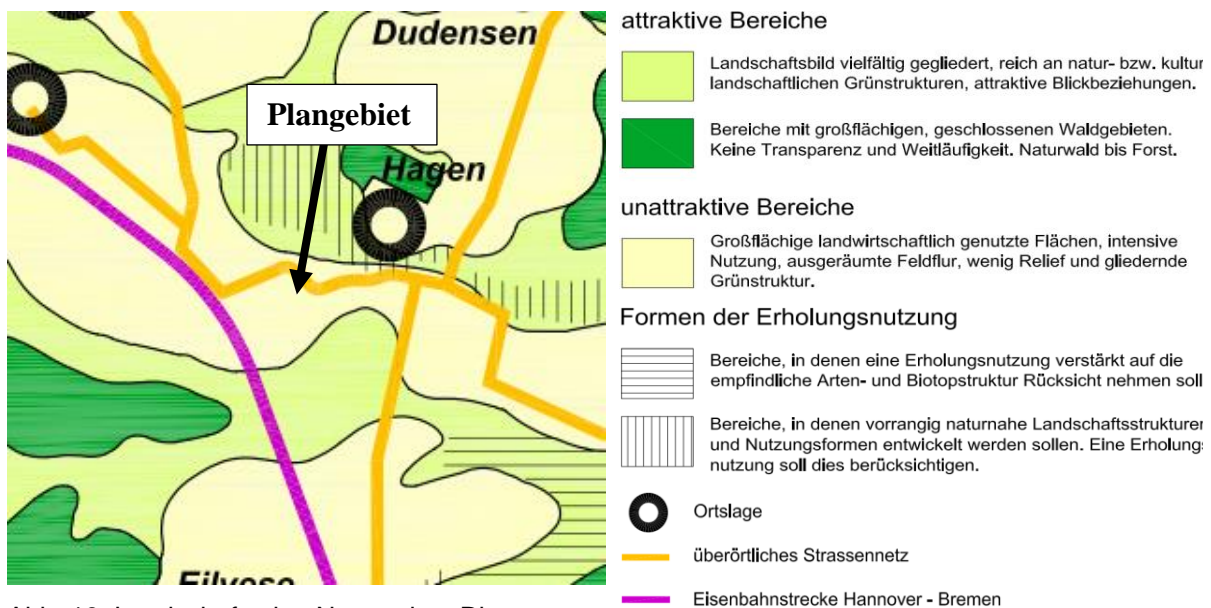 Dudensen
Plangebiet
Hagen
Eilvese
attraktive Bereiche
Landschaftsbild vielfältig gegliedert, reich an natur- bzw. kultur
landschaftlichen Grünstrukturen, attraktive Blickbeziehungen.
Bereiche mit großflächigen, geschlossenen Waldgebieten.
Keine Transparenz und Weitläufigkeit. Naturwald bis Forst.
unattraktive Bereiche
Großflächige landwirtschaftlich genutzte Flächen, intensive
Nutzung, ausgeräumte Feldflur, wenig Relief und gliedernde
Grünstruktur.
Formen der Erholungsnutzung
Bereiche, in denen eine Erholungsnutzung verstärkt auf die
empfindliche Arten- und Biotopstruktur Rücksicht nehmen soll
Bereiche, in denen vorrangig naturnahe Landschaftsstrukturen
und Nutzungsformen entwickelt werden sollen. Eine Erholungs
nutzung soll dies berücksichtigen.
Ortslage
überörtliches Strassennetz
Eisenbahnstrecke Hannover - Bremen